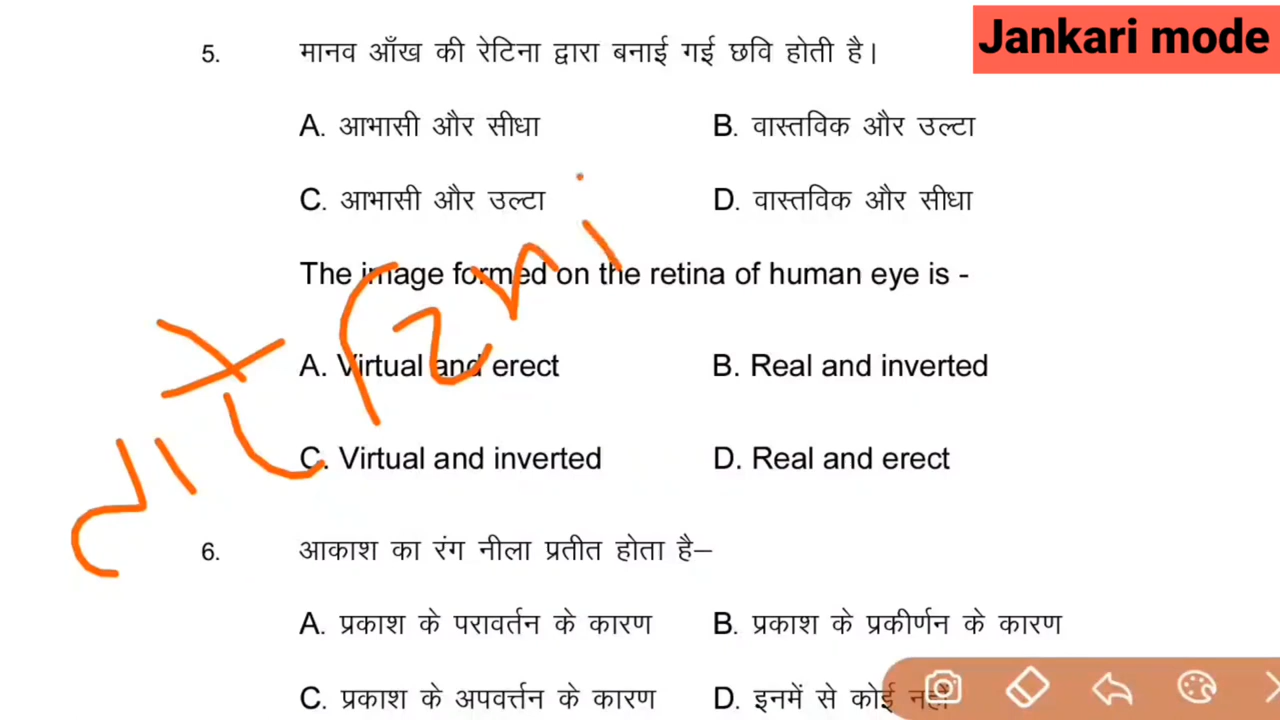 Jankari mode
5. मानव आँख की रेटिना द्वारा बनाई गई छवि होती है।
A. आभासी और सीधा B. वास्तविक और उल्टा
C. आभासी और उल्टा D. वास्तविक और सीधा
The image formed on the retina of human eye is -
A. Virtual and erect B. Real and inverted
C. Virtual and inverted D. Real and erect
6. आकाश का रंग नीला प्रतीत होता है–
A. प्रकाश के परावर्तन के कारण B. प्रकाश के प्रकीर्णन के कारण
C. प्रकाश के अपवर्त्तन के कारण D. इनमें से कोई नहीं